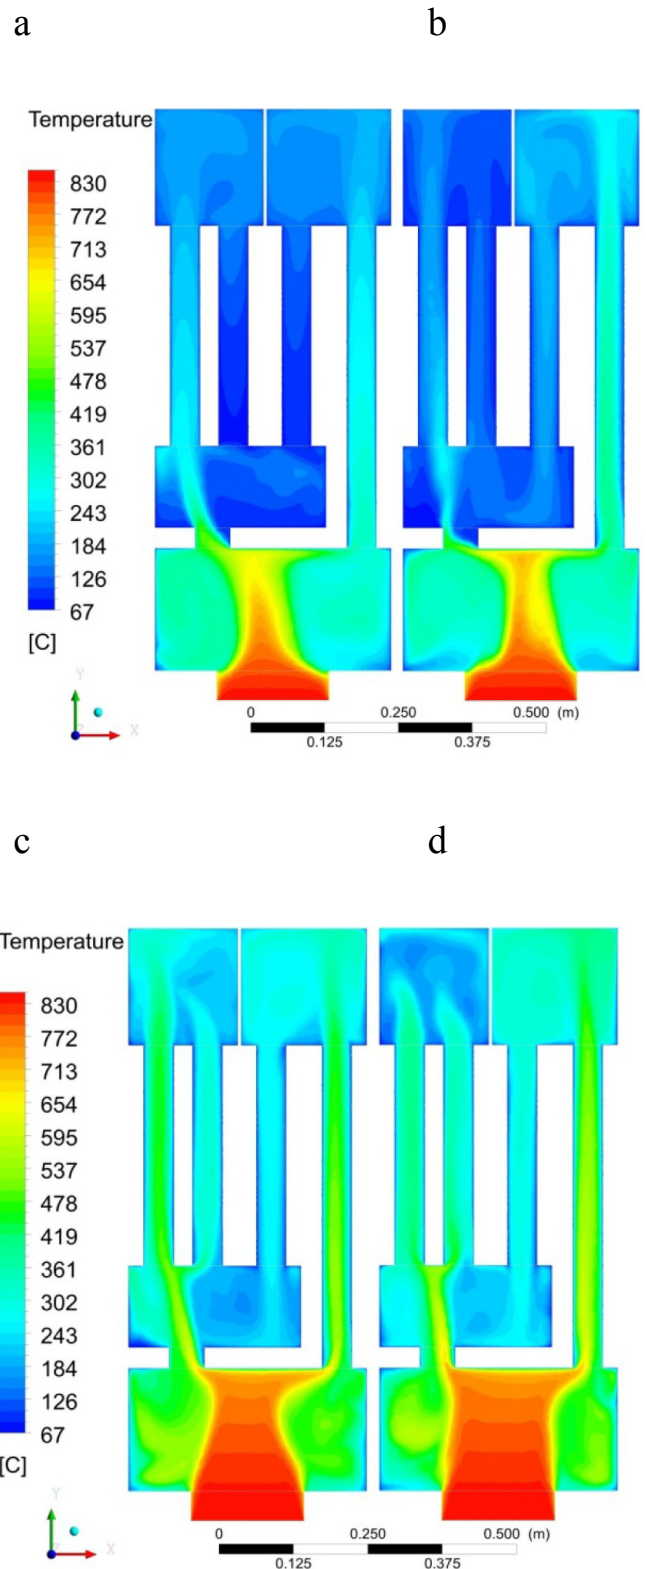 a b
Temperature
830
772
713
654
595
537
478
419
361
302
243
184
126
67
[C]
Y
X
Z
0 0.250 0.500 (m)
0.125 0.375
c d
Temperature
830
772
713
654
595
537
478
419
361
302
243
184
126
67
[C]
Y
X
0 0.250 0.500 (m)
0.125 0.375